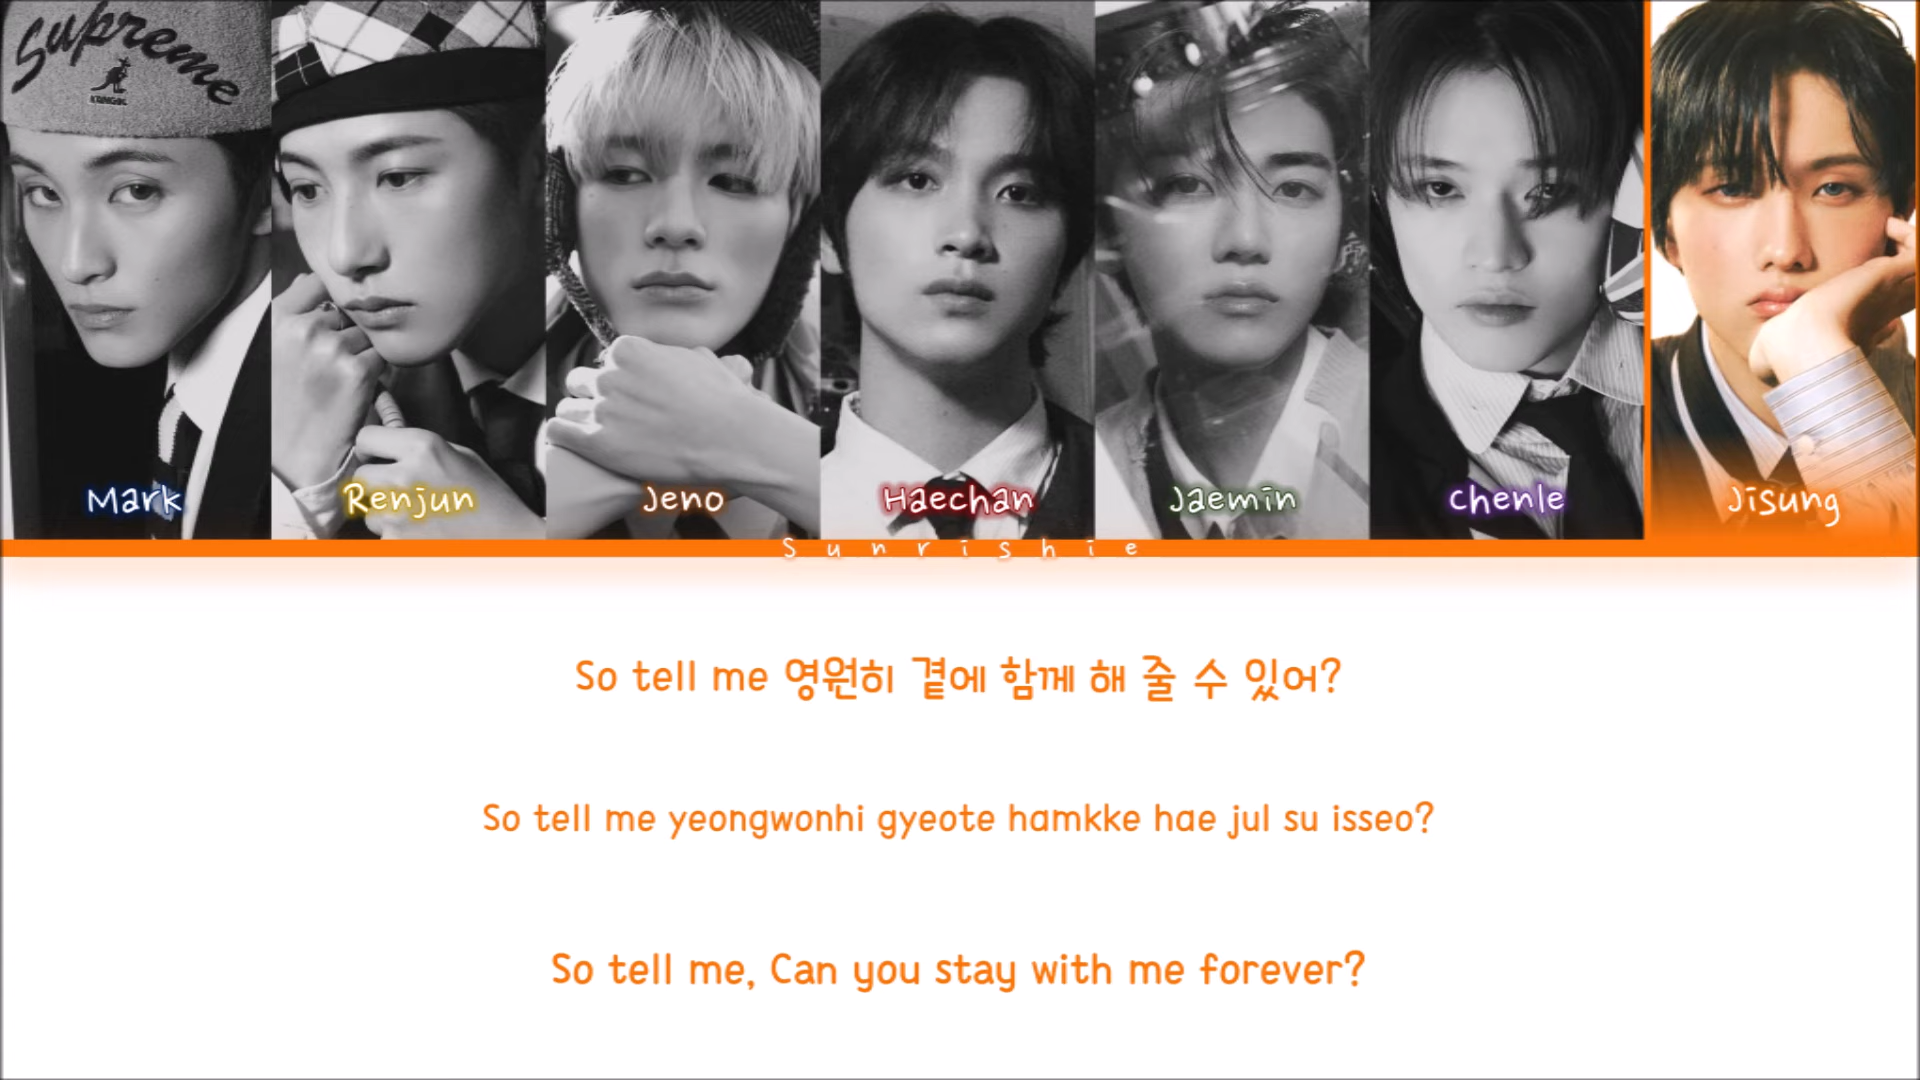 Supreme
KANGOL
Mark
Renjun
Jeno
Haechan
Jaemin
Chenle
Jisung
Sunrishie
So tell me 영원히 곁에 함께 해 줄 수 있어?
So tell me yeongwonhi gyeote hamkke hae jul su isseo?
So tell me, Can you stay with me forever?